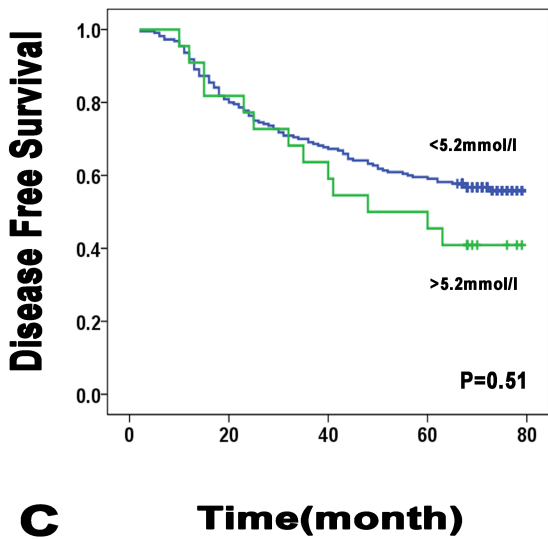 Disease Free Survival
1.0
0.8
0.6
0.4
0.2
0.0
<5.2mmol/l
>5.2mmol/l
P=0.51
0 20 40 60 80
C Time(month)